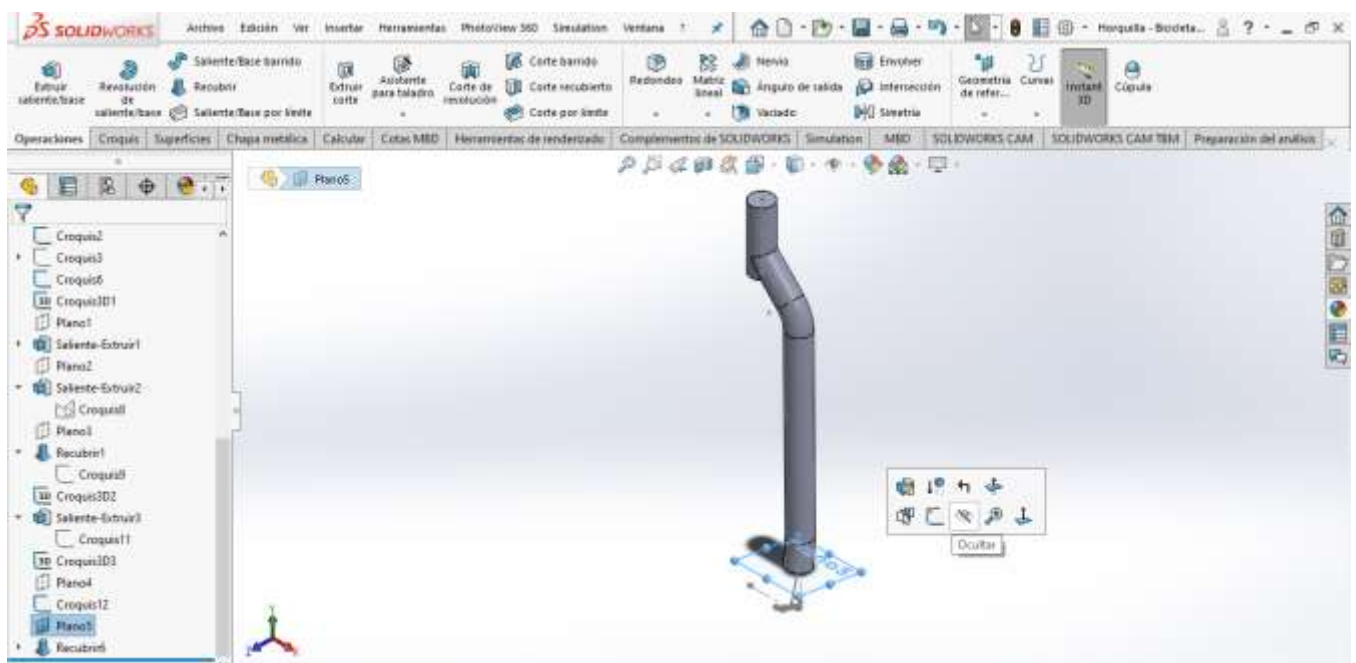 SOLIDWORKS
Archivo Edición Ver Insertar Herramientas PhotoView 360 Simulation Ventana ?
Horquilla - Bicicleta...
Extruir saliente/base
Revolución de saliente/base
Saliente/Base barrido
Recubrir
Saliente/Base por límite
Extruir corte
Asistente para taladro
Corte de revolución
Corte barrido
Corte recubierto
Corte por límite
Redondeo
Matriz lineal
Nervio
Ángulo de salida
Vaciado
Envolver
Intersección
Simetría
Geometría de refer...
Curvas
Instant 3D
Cúpula
Operaciones Croquis Superficies Chapa metálica Calcular Cotas MBD Herramientas de renderizado Complementos de SOLIDWORKS Simulation MBD SOLIDWORKS CAM SOLIDWORKS CAM TBM Preparación del análisis
Plano5
Croquis2
Croquis3
Croquis6
Croquis3D1
Plano1
Saliente-Extruir1
Plano2
Saliente-Extruir2
Croquis8
Plano3
Recubrir1
Croquis9
Croquis3D2
Saliente-Extruir3
Croquis11
Croquis3D3
Plano4
Croquis12
Plano5
Recubrir6
Ocultar